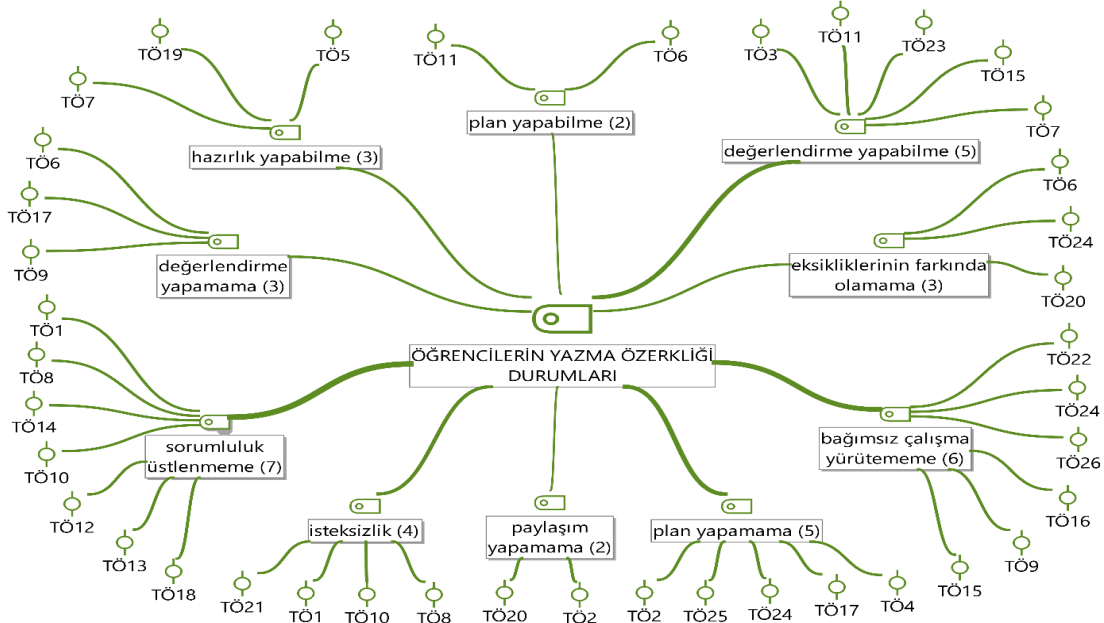 TÖ19
TÖ5
TÖ7
hazırlık yapabilme (3)
TÖ11
TÖ6
plan yapabilme (2)
TÖ3
TÖ11
TÖ23
TÖ15
TÖ7
değerlendirme yapabilme (5)
TÖ6
TÖ17
TÖ9
değerlendirme
yapamama (3)
TÖ6
TÖ24
TÖ20
eksikliklerinin farkında
olamama (3)
ÖĞRENCİLERİN YAZMA ÖZERKLİĞİ
DURUMLARI
TÖ1
TÖ8
TÖ14
TÖ10
TÖ12
TÖ13
TÖ18
sorumluluk
üstlenmeme (7)
isteksizlik (4)
TÖ21
TÖ1
TÖ10
TÖ8
paylaşım
yapamama (2)
TÖ20
TÖ2
plan yapamama (5)
TÖ2
TÖ25
TÖ24
TÖ17
TÖ4
bağımsız çalışma
yürütememe (6)
TÖ22
TÖ24
TÖ26
TÖ16
TÖ9
TÖ15